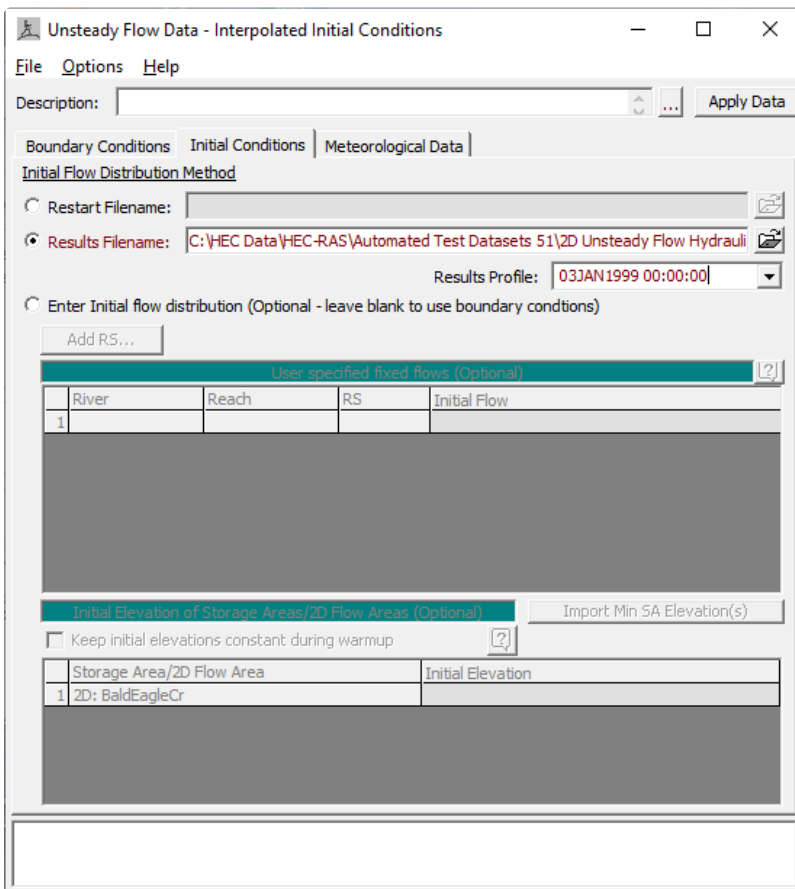 Unsteady Flow Data - Interpolated Initial Conditions
File Options Help
Description: ... Apply Data
Boundary Conditions Initial Conditions Meteorological Data
Initial Flow Distribution Method
Restart Filename:
Results Filename: C:\HEC Data\HEC-RAS\Automated Test Datasets 51\2D Unsteady Flow Hydrauli
Results Profile: 03JAN1999 00:00:00
Enter Initial flow distribution (Optional - leave blank to use boundary condtions)
Add RS...
User specified fixed flows (Optional) ?
River Reach RS Initial Flow
1
Initial Elevation of Storage Areas/2D Flow Areas (Optional) Import Min SA Elevation(s)
Keep initial elevations constant during warmup ?
Storage Area/2D Flow Area Initial Elevation
1 2D: BaldEagleCr